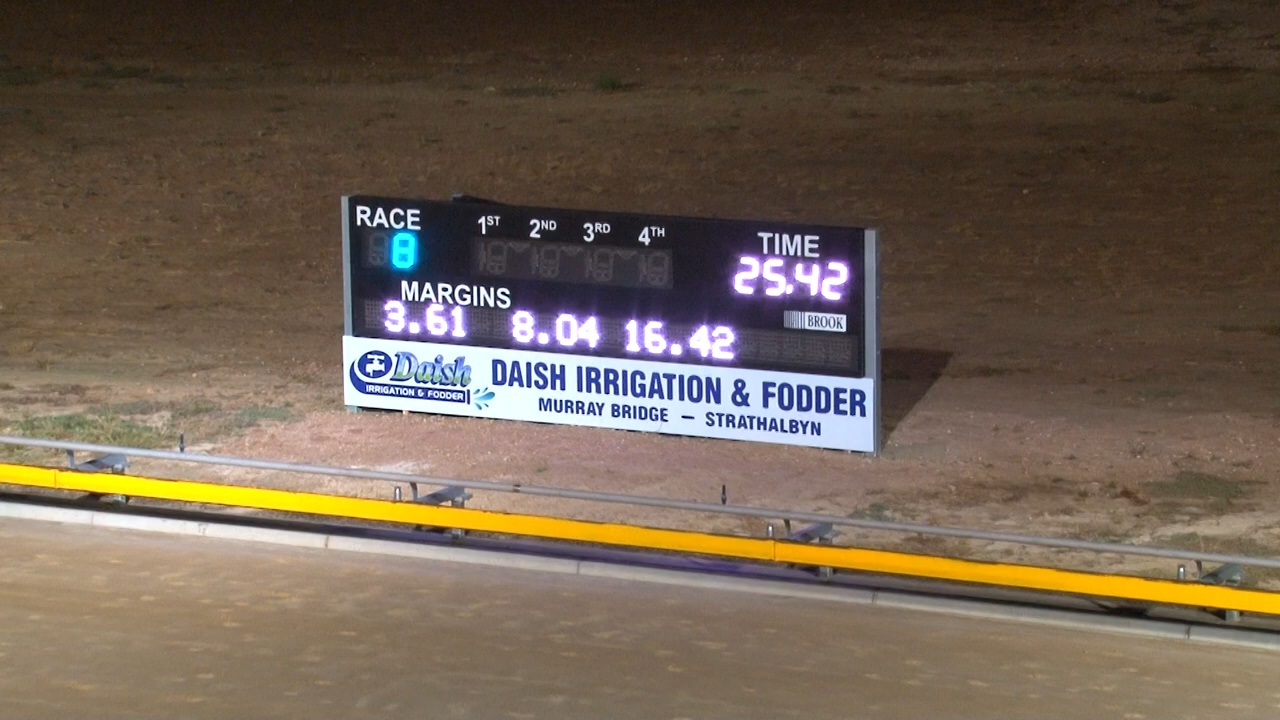 RACE 1ST 2ND 3RD 4TH TIME
8 25.42
MARGINS
BROOK
3.61 8.04 16.42
Daish
IRRIGATION & FODDER
DAISH IRRIGATION & FODDER
MURRAY BRIDGE – STRATHALBYN